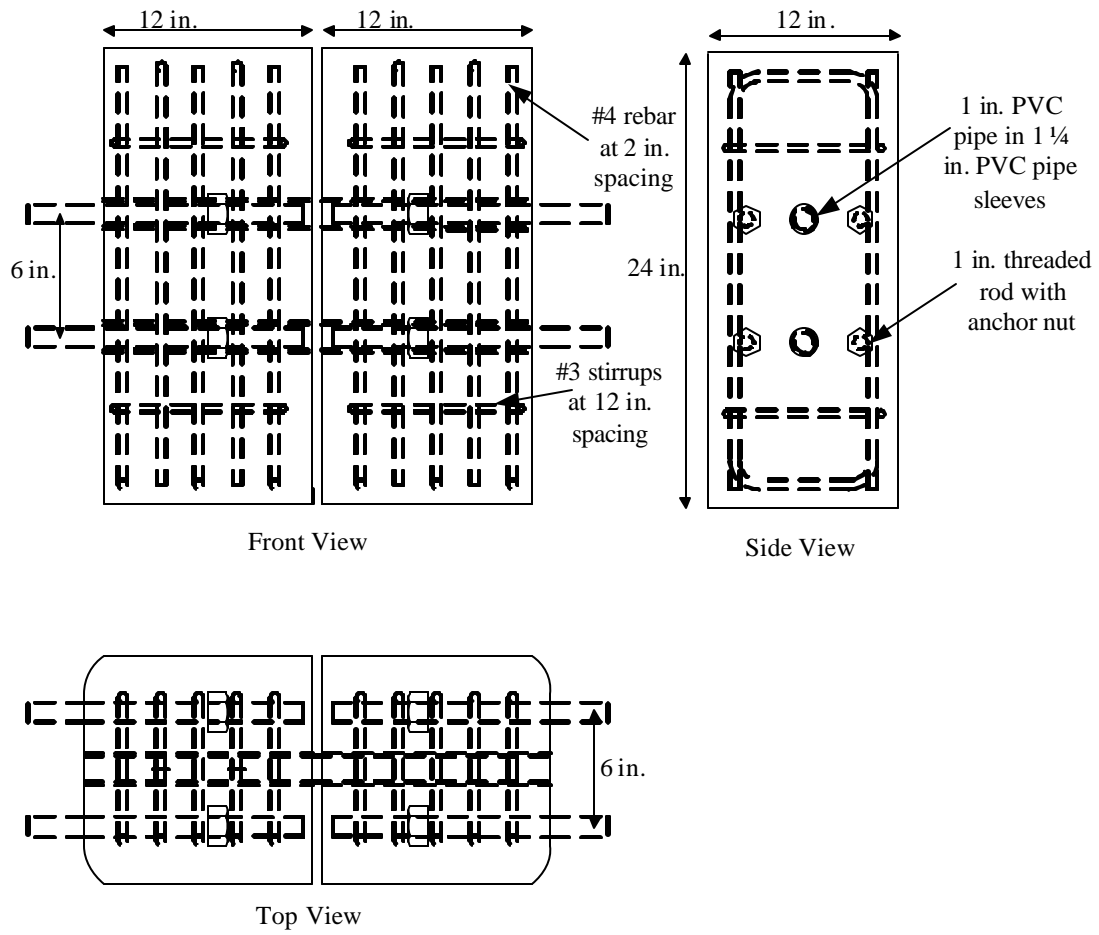 12 in.
12 in.
12 in.
#4 rebar
at 2 in.
spacing
1 in. PVC
pipe in 1 ¼
in. PVC pipe
sleeves
6 in.
24 in.
1 in. threaded
rod with
anchor nut
#3 stirrups
at 12 in.
spacing
Front View
Side View
6 in.
Top View